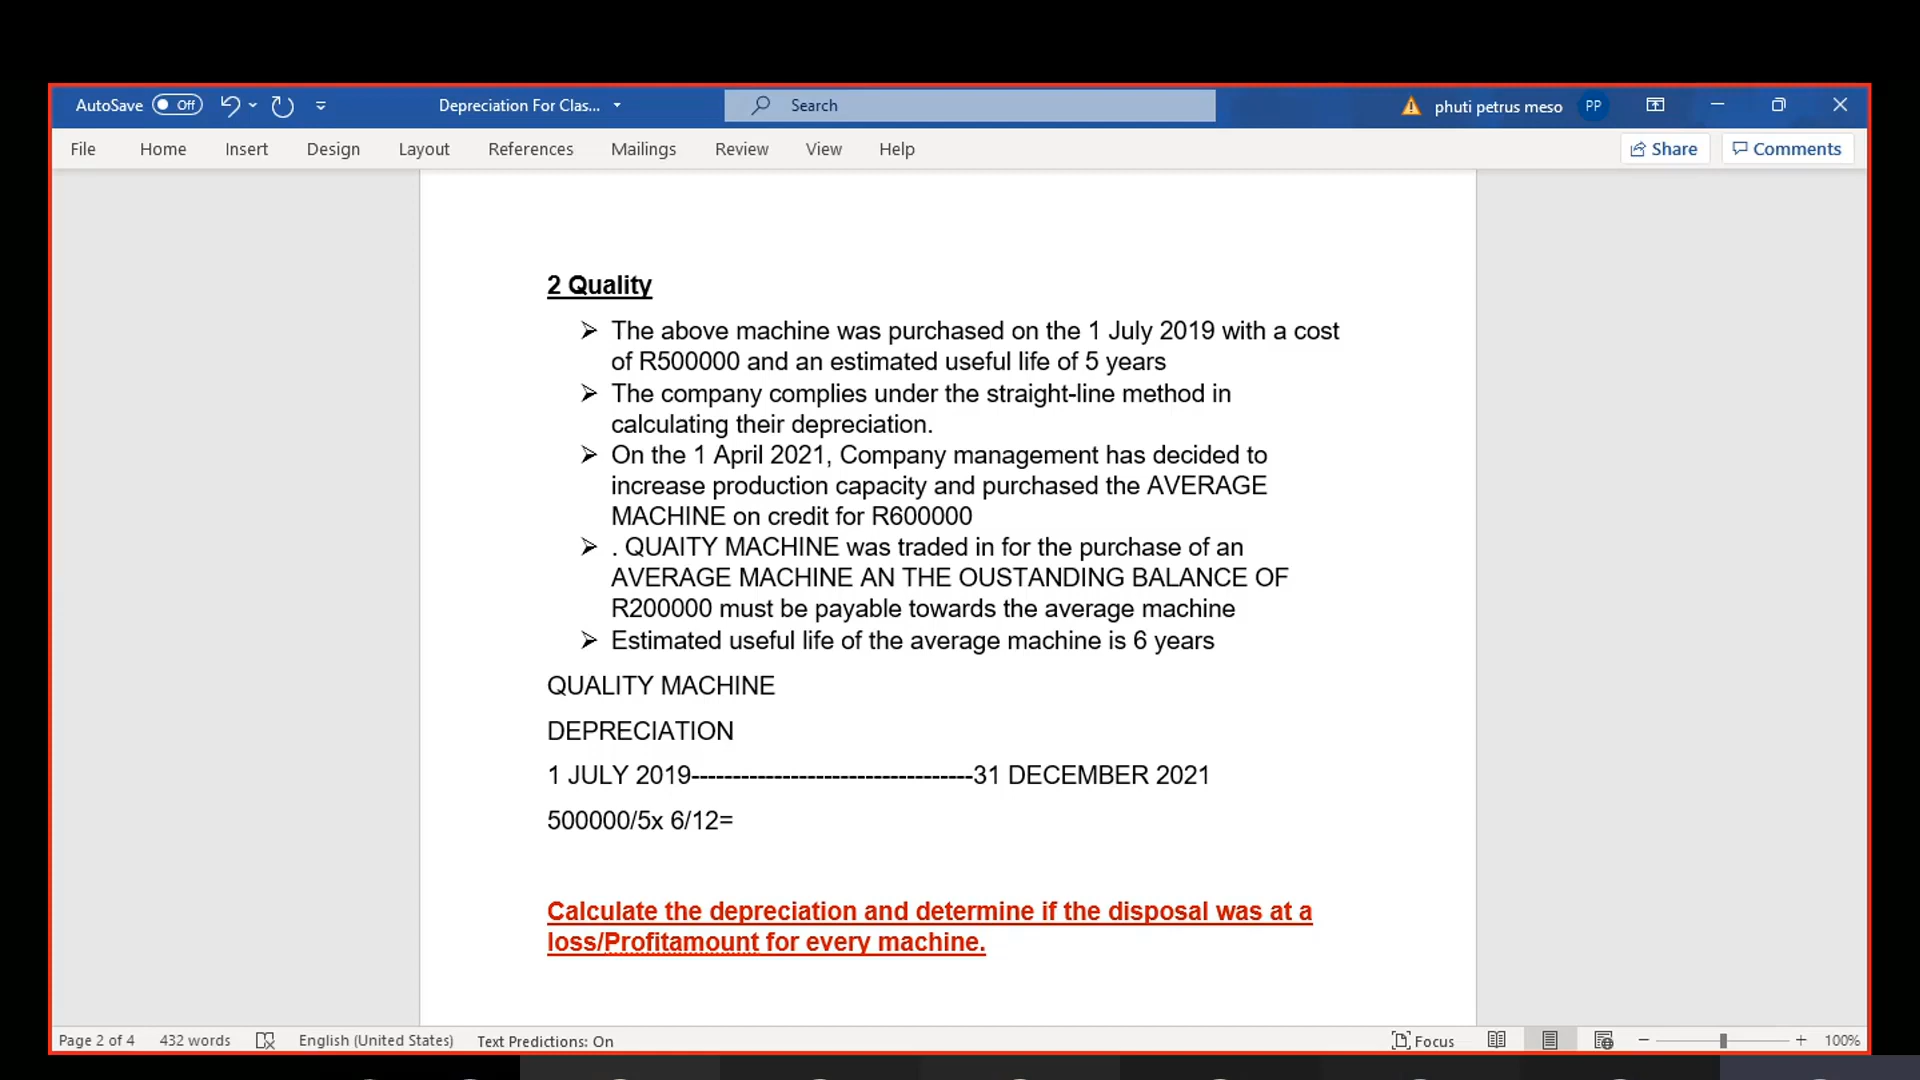 AutoSave Off Depreciation For Clas... Search phuti petrus meso PP
File Home Insert Design Layout References Mailings Review View Help Share Comments
2 Quality
➢ The above machine was purchased on the 1 July 2019 with a cost
of R500000 and an estimated useful life of 5 years
➢ The company complies under the straight-line method in
calculating their depreciation.
➢ On the 1 April 2021, Company management has decided to
increase production capacity and purchased the AVERAGE
MACHINE on credit for R600000
➢ . QUAITY MACHINE was traded in for the purchase of an
AVERAGE MACHINE AN THE OUSTANDING BALANCE OF
R200000 must be payable towards the average machine
➢ Estimated useful life of the average machine is 6 years
QUALITY MACHINE
DEPRECIATION
1 JULY 2019----------------------------------31 DECEMBER 2021
500000/5x 6/12=
Calculate the depreciation and determine if the disposal was at a
loss/Profitamount for every machine.
Page 2 of 4 432 words English (United States) Text Predictions: On Focus 100%